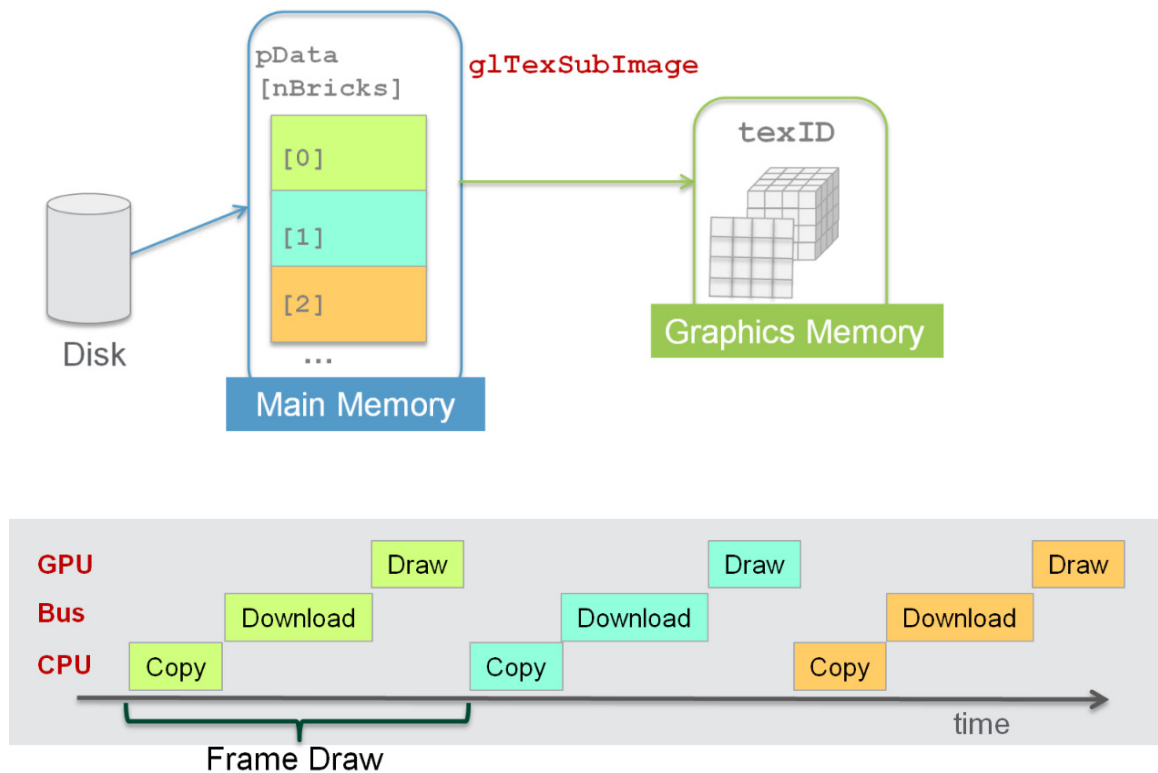 pData
[nBricks]
glTexSubImage
texID
[0]
[1]
[2]
...
Disk
Graphics Memory
Main Memory
GPU Draw Draw Draw
Bus Download Download Download
CPU Copy Copy Copy
time
Frame Draw